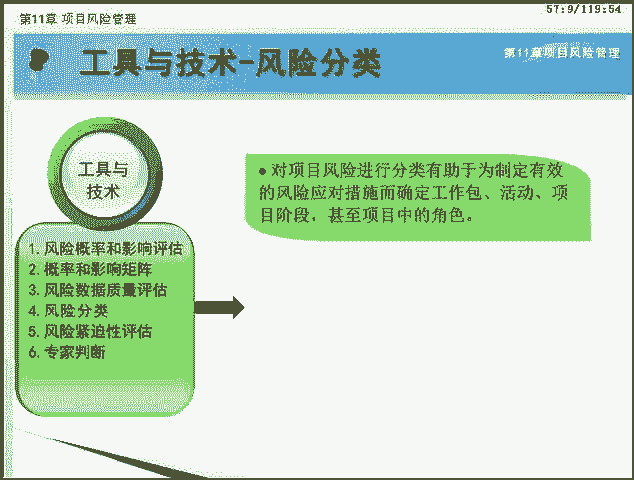 第11章 项目风险管理
57:9/119:54
工具与技术-风险分类
第11章项目风险管理
工具与
技术
1. 风险概率和影响评估
2. 概率和影响矩阵
3. 风险数据质量评估
4. 风险分类
5. 风险紧迫性评估
6. 专家判断
● 对项目风险进行分类有助于为制定有效
的风险应对措施而确定工作包、活动、项
目阶段，甚至项目中的角色。